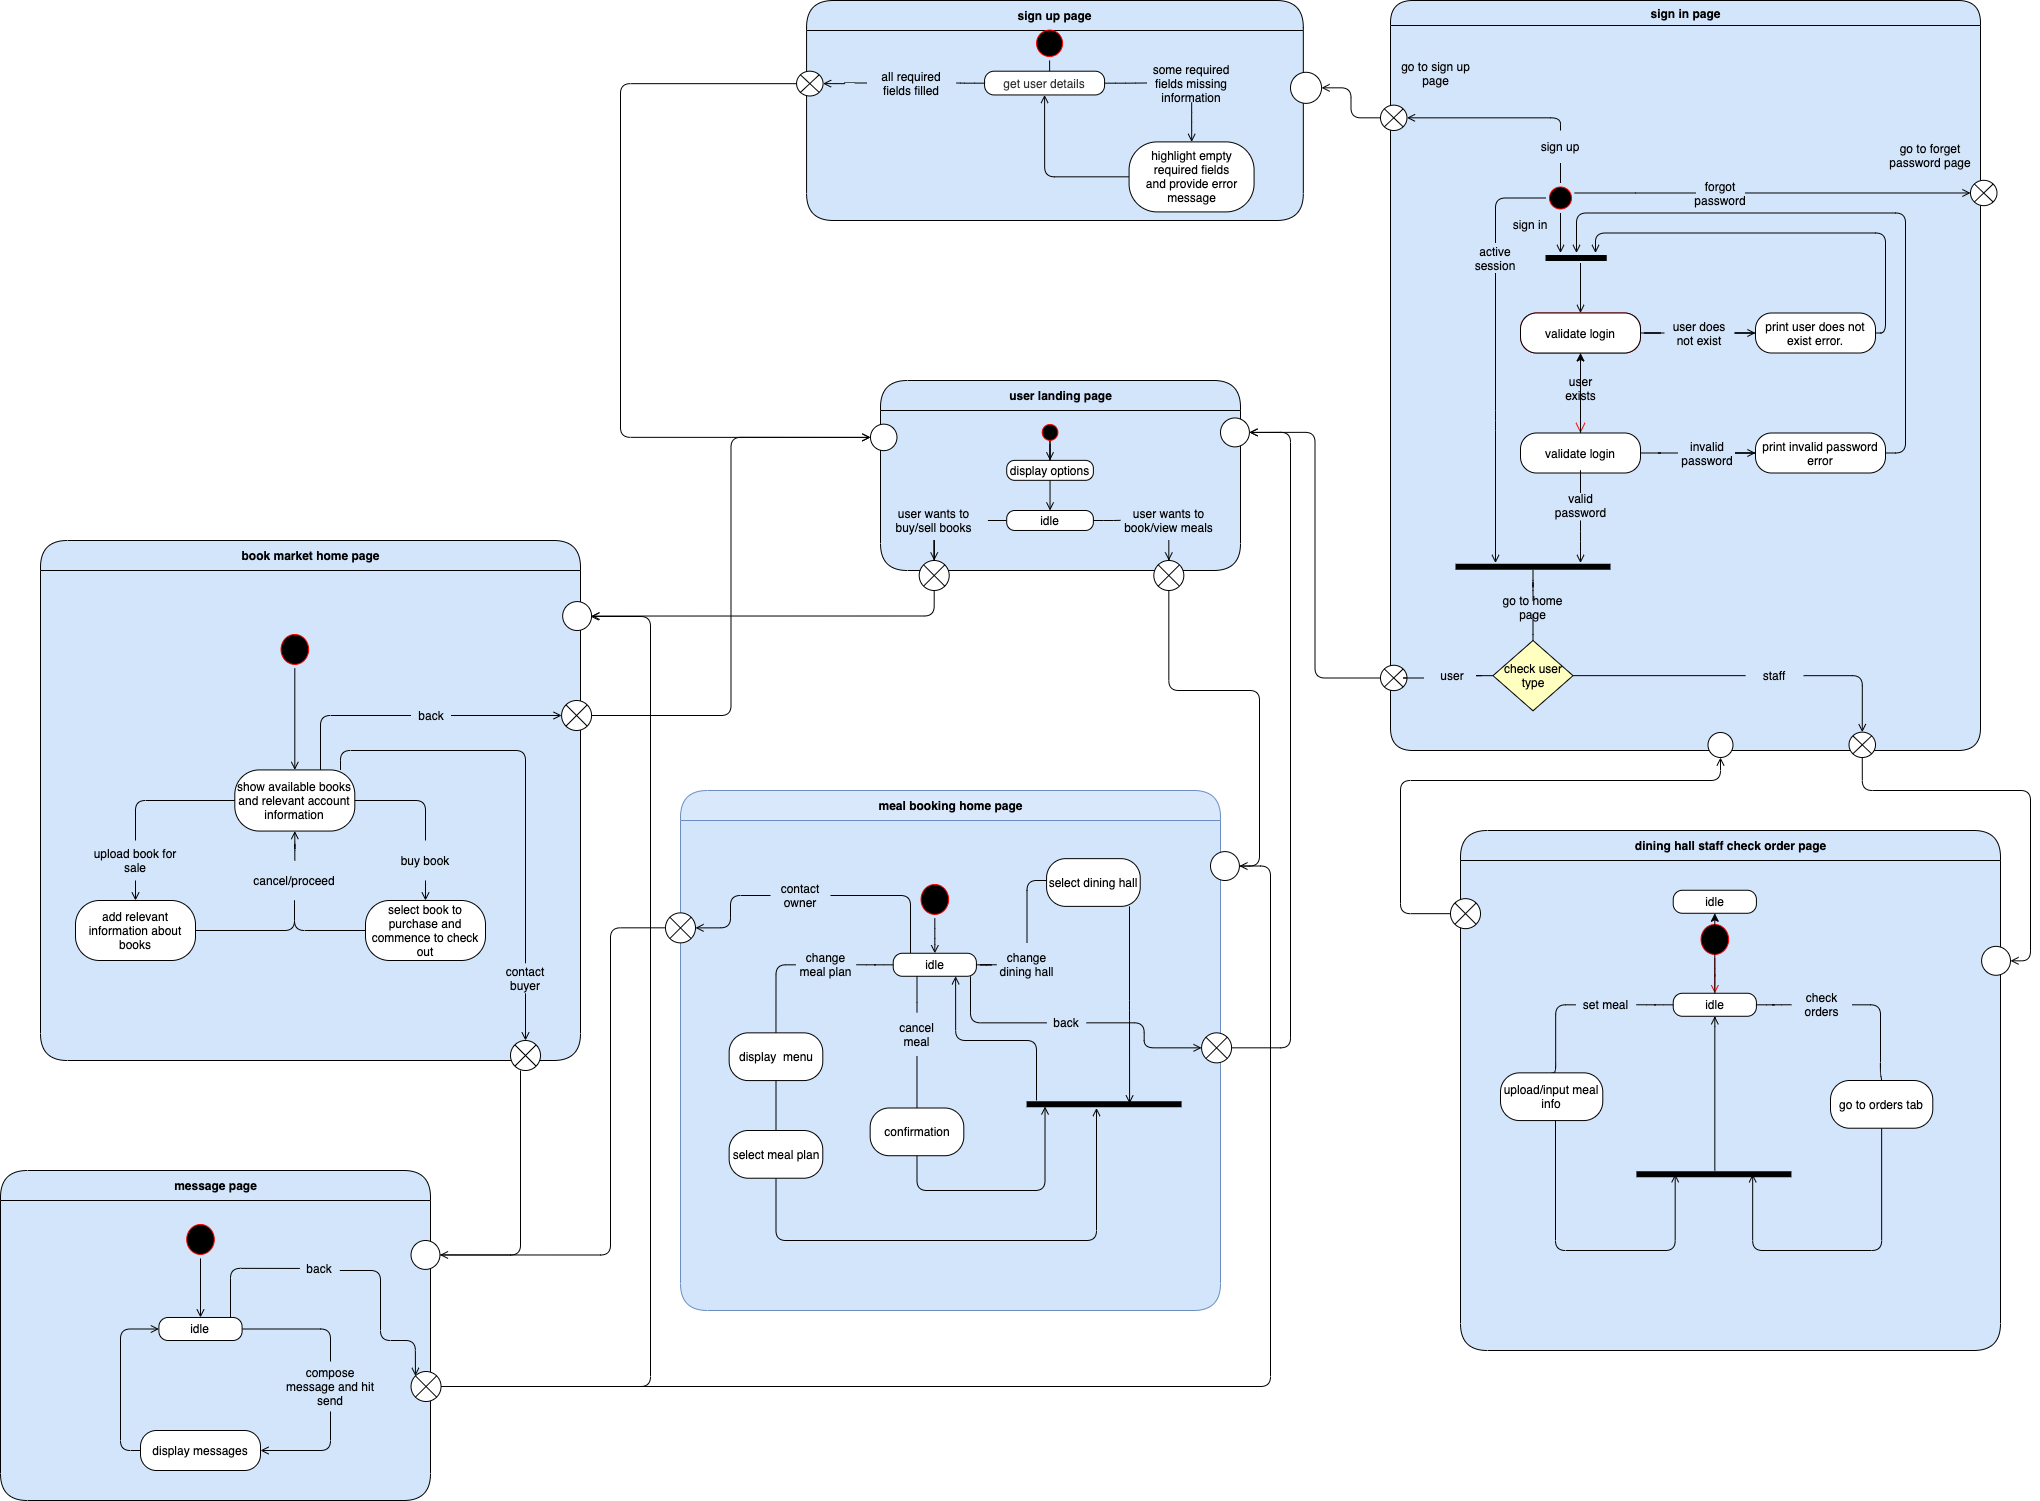 sign up page
get user details
all required
fields filled
some required
fields missing
information
highlight empty
required fields
and provide error
message
sign in page
go to sign up
page
sign up
go to forget
password page
forgot
password
sign in
active
session
validate login
user does
not exist
print user does not
exist error.
user
exists
validate login
invalid
password
print invalid password
error
valid
password
go to home
page
check user
type
user
staff
user landing page
display options
idle
user wants to
buy/sell books
user wants to
book/view meals
book market home page
back
show available books
and relevant account
information
upload book for
sale
buy book
cancel/proceed
add relevant
information about
books
select book to
purchase and
commence to check
out
contact
buyer
meal booking home page
select dining hall
contact
owner
change
meal plan
idle
change
dining hall
back
cancel
meal
display  menu
confirmation
select meal plan
dining hall staff check order page
idle
set meal
idle
check
orders
upload/input meal
info
go to orders tab
message page
back
idle
compose
message and hit
send
display messages